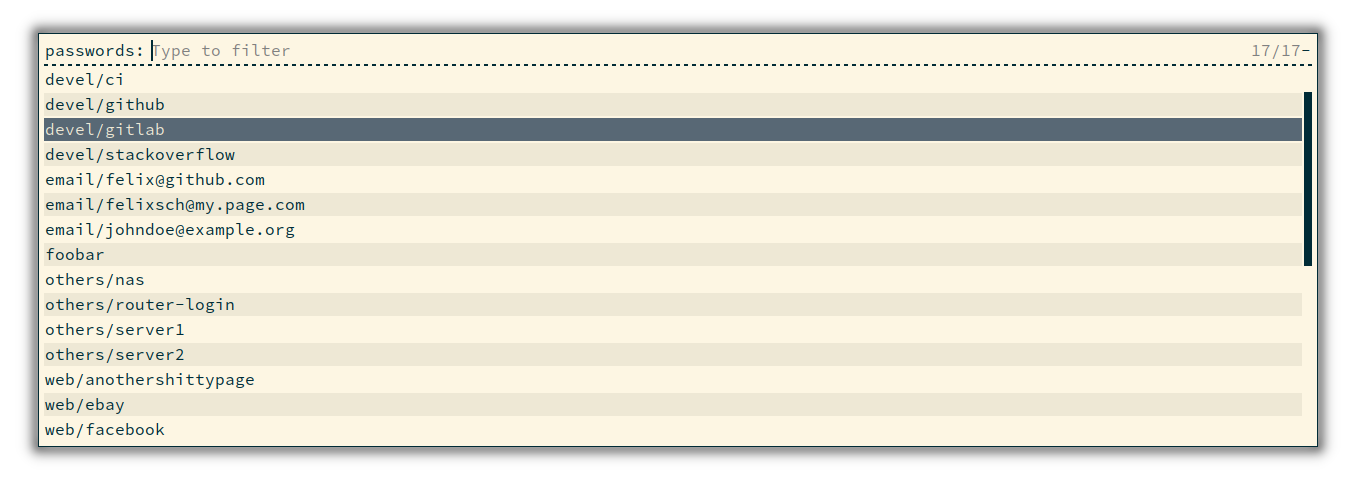 passwords: Type to filter 17/17-
devel/ci
devel/github
devel/gitlab
devel/stackoverflow
email/felix@github.com
email/felixsch@my.page.com
email/johndoe@example.org
foobar
others/nas
others/router-login
others/server1
others/server2
web/anothershittypage
web/ebay
web/facebook